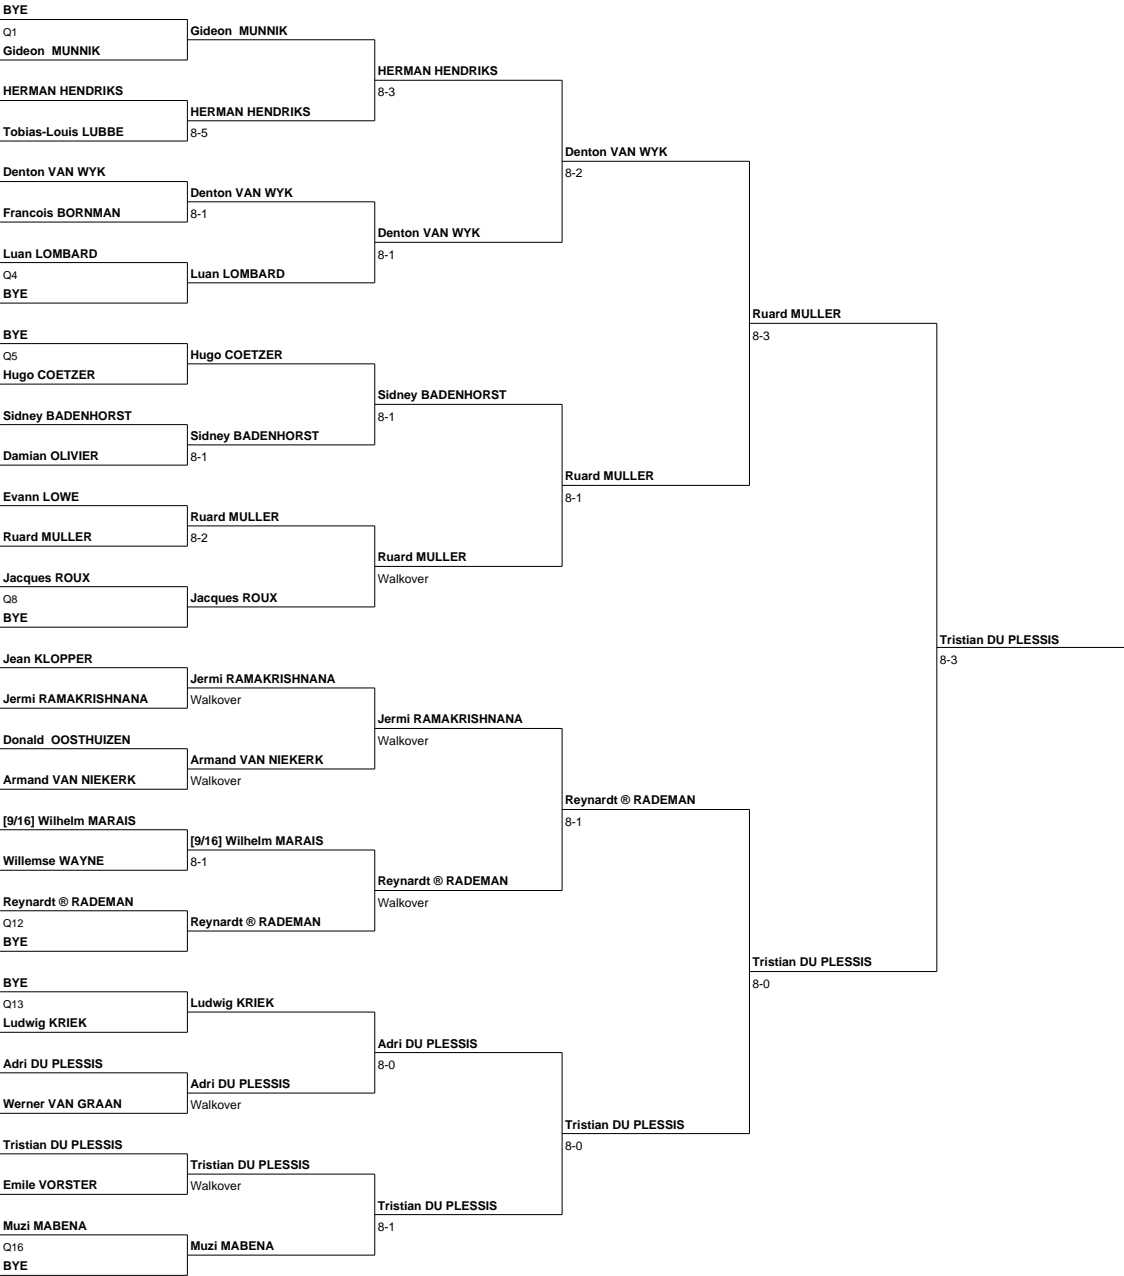 BYE
Q1
Gideon  MUNNIK
HERMAN HENDRIKS
Tobias-Louis LUBBE
Denton VAN WYK
Francois BORNMAN
Luan LOMBARD
Q4
BYE
BYE
Q5
Hugo COETZER
Sidney BADENHORST
Damian OLIVIER
Evann LOWE
Ruard MULLER
Jacques ROUX
Q8
BYE
Jean KLOPPER
Jermi RAMAKRISHNANA
Donald  OOSTHUIZEN
Armand VAN NIEKERK
[9/16] Wilhelm MARAIS
Willemse WAYNE
Reynardt ® RADEMAN
Q12
BYE
BYE
Q13
Ludwig KRIEK
Adri DU PLESSIS
Werner VAN GRAAN
Tristian DU PLESSIS
Emile VORSTER
Muzi MABENA
Q16
BYE
Gideon  MUNNIK
HERMAN HENDRIKS
8-5
Denton VAN WYK
8-1
Luan LOMBARD
Hugo COETZER
Sidney BADENHORST
8-1
Ruard MULLER
8-2
Jacques ROUX
Jermi RAMAKRISHNANA
Walkover
Armand VAN NIEKERK
Walkover
[9/16] Wilhelm MARAIS
8-1
Reynardt ® RADEMAN
Ludwig KRIEK
Adri DU PLESSIS
Walkover
Tristian DU PLESSIS
Walkover
Muzi MABENA
HERMAN HENDRIKS
8-3
Denton VAN WYK
8-1
Sidney BADENHORST
8-1
Ruard MULLER
Walkover
Jermi RAMAKRISHNANA
Walkover
Reynardt ® RADEMAN
Walkover
Adri DU PLESSIS
8-0
Tristian DU PLESSIS
8-1
Denton VAN WYK
8-2
Ruard MULLER
8-1
Reynardt ® RADEMAN
8-1
Tristian DU PLESSIS
8-0
Ruard MULLER
8-3
Tristian DU PLESSIS
8-0
Tristian DU PLESSIS
8-3